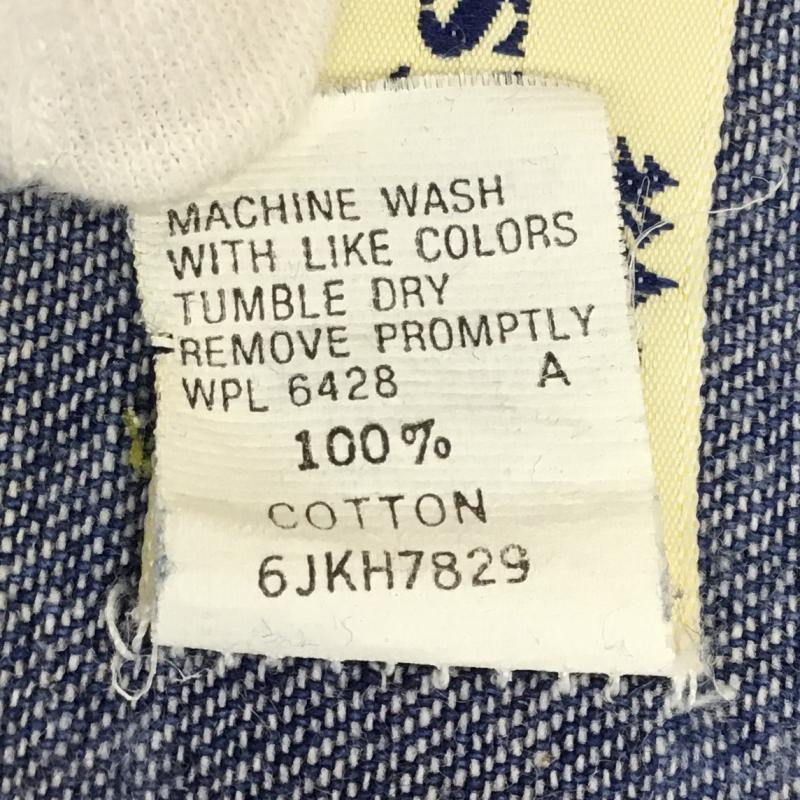 MACHINE WASH
WITH LIKE COLORS
TUMBLE DRY
REMOVE PROMPTLY
WPL 6428 A
100%
COTTON
6JKH7829